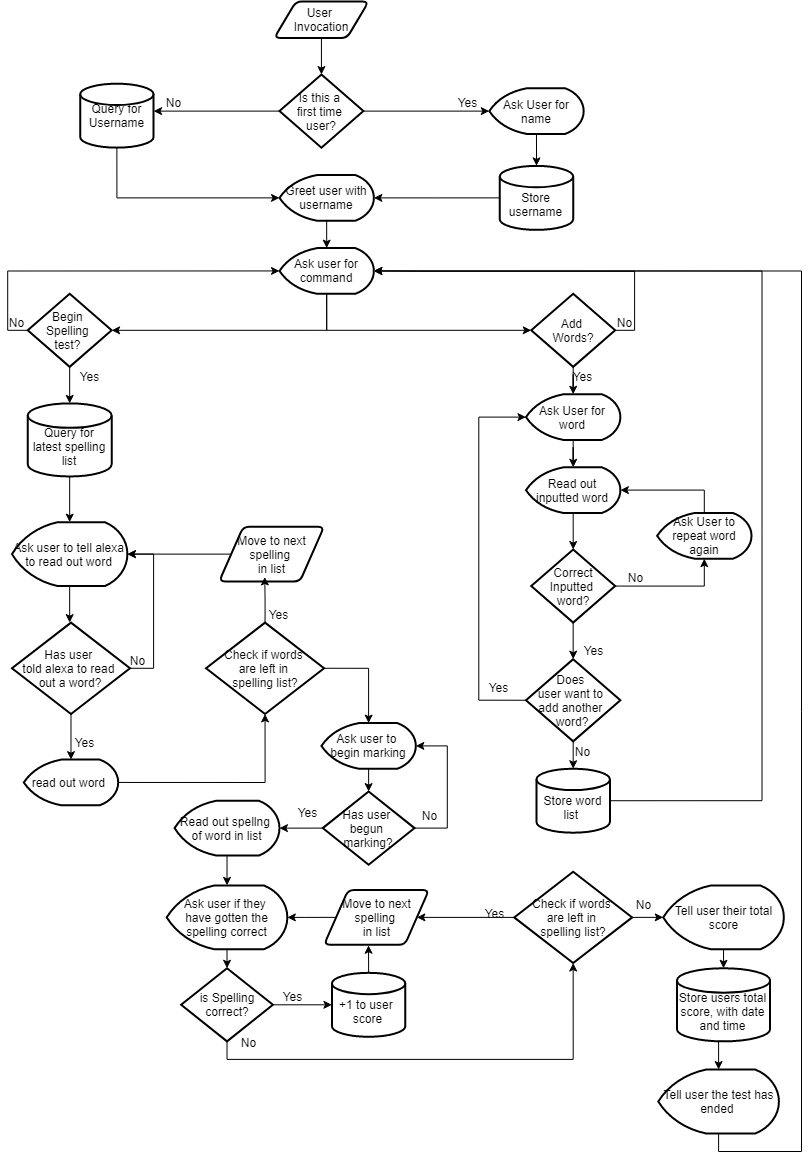 User
Invocation
Is this a
first time
user?
No
Yes
Query for
Username
Ask User for
name
Greet user with
username
Store
username
Ask user for
command
Begin
Spelling
test?
No
Add
Words?
No
Yes
Yes
Query for
latest spelling
list
Ask User for
word
Read out
inputted word
Ask User to
repeat word
again
Ask user to tell alexa
to read out word
Move to next
spelling
in list
Correct
Inputted
word?
No
Yes
Yes
Has user
told alexa to read
out a word?
No
Check if words
are left in
spelling list?
Does
user want to
add another
word?
Yes
No
Yes
Ask user to
begin marking
read out word
Store word
list
Has user
begun
marking?
Yes
No
Read out spellng
of word in list
Ask user if they
have gotten the
spelling correct
Move to next
spelling
in list
Yes
Check if words
are left in
spelling list?
No
Tell user their total
score
is Spelling
correct?
Yes
No
+1 to user
score
Store users total
score, with date
and time
Tell user the test has
ended